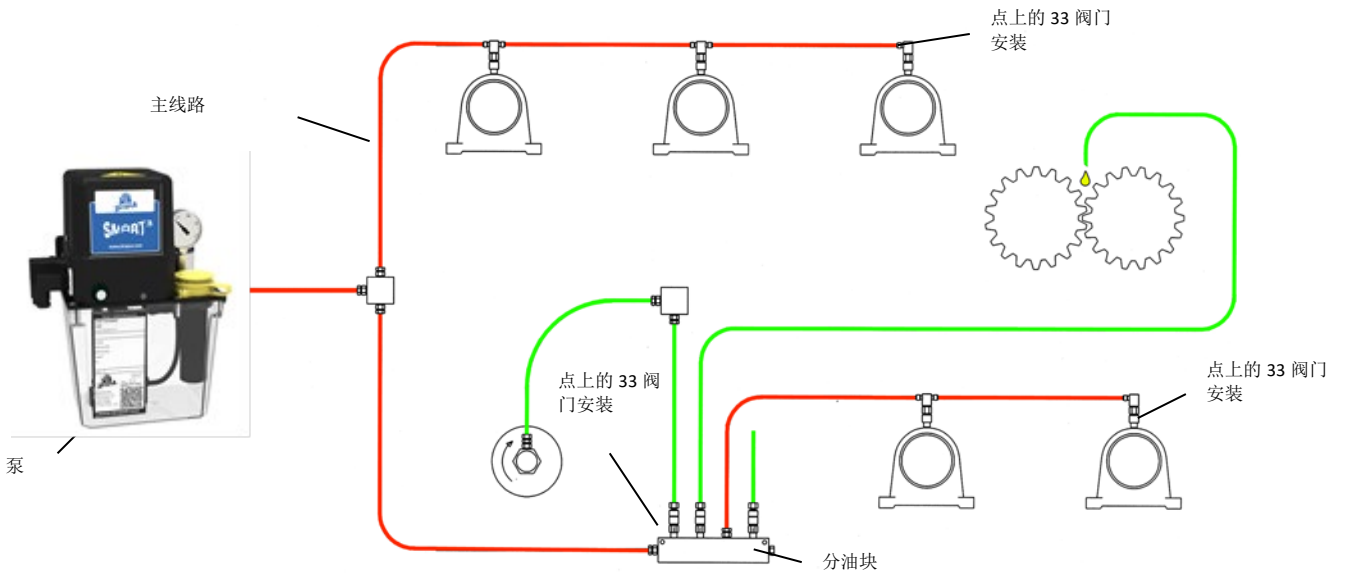 点上的 33 阀门
安装
主线路
SMART³
点上的 33 阀
门安装
点上的 33 阀门
安装
泵
分油块